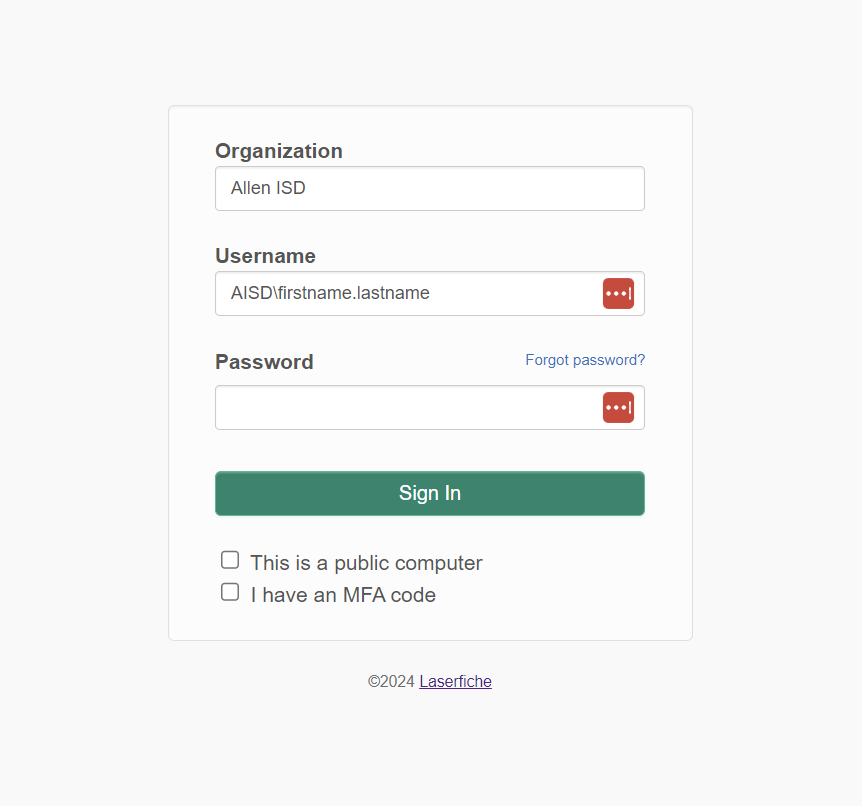 Organization
Allen ISD
Username
AISD\firstname.lastname
Password
Forgot password?
Sign In
This is a public computer
I have an MFA code
©2024 Laserfiche